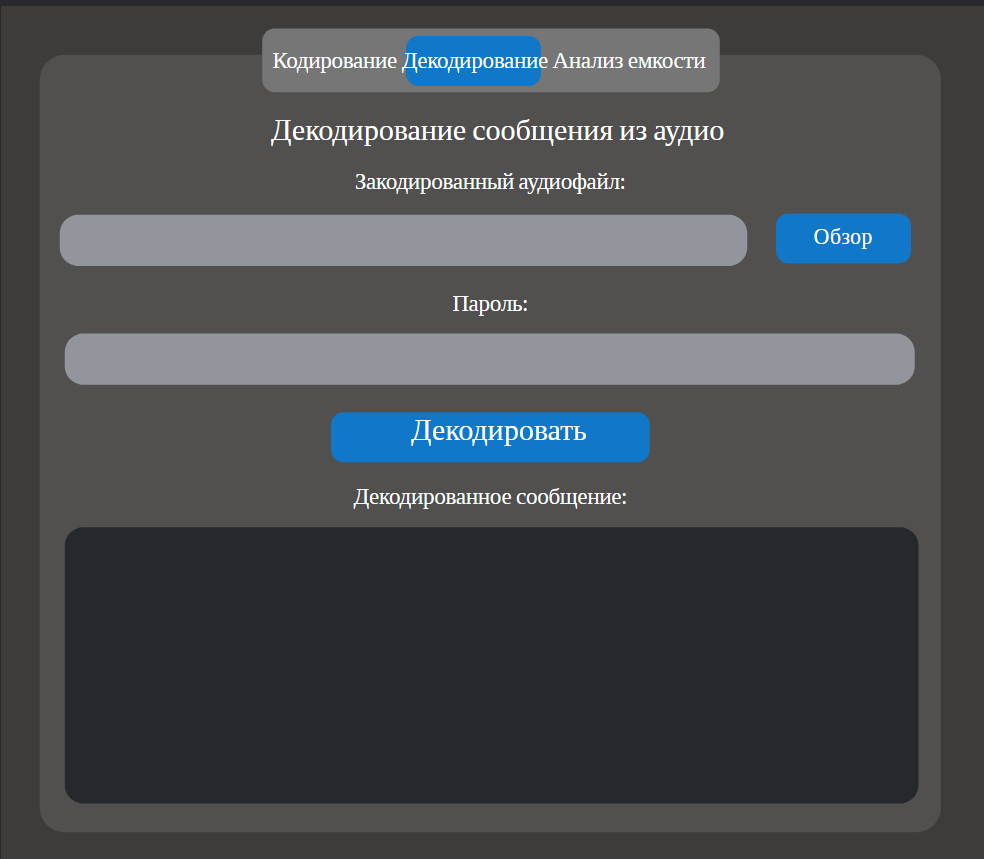 Кодирование Декодирование Анализ емкости
Декодирование сообщения из аудио
Закодированный аудиофайл:
Обзор
Пароль:
Декодировать
Декодированное сообщение: